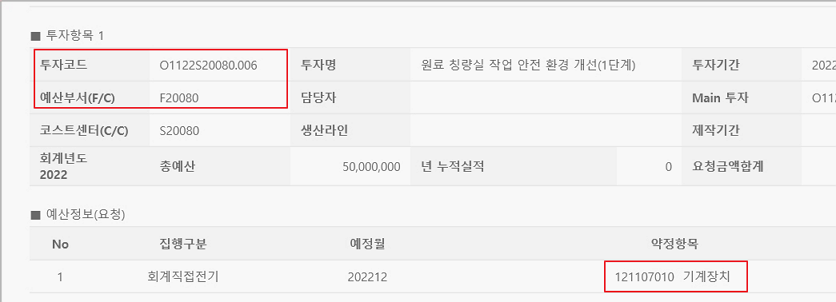 ■ 투자항목 1
투자코드 O1122S20080.006 투자명 원료 칭량실 작업 안전 환경 개선(1단계) 투자기간 2022
예산부서(F/C) F20080 담당자 Main 투자 O112
코스트센터(C/C) S20080 생산라인 제작기간
회계년도
2022 총예산 50,000,000 년 누적실적 0 요청금액합계
■ 예산정보(요청)
No 집행구분 예정월 약정항목
1 회계직접전기 202212 121107010 기계장치